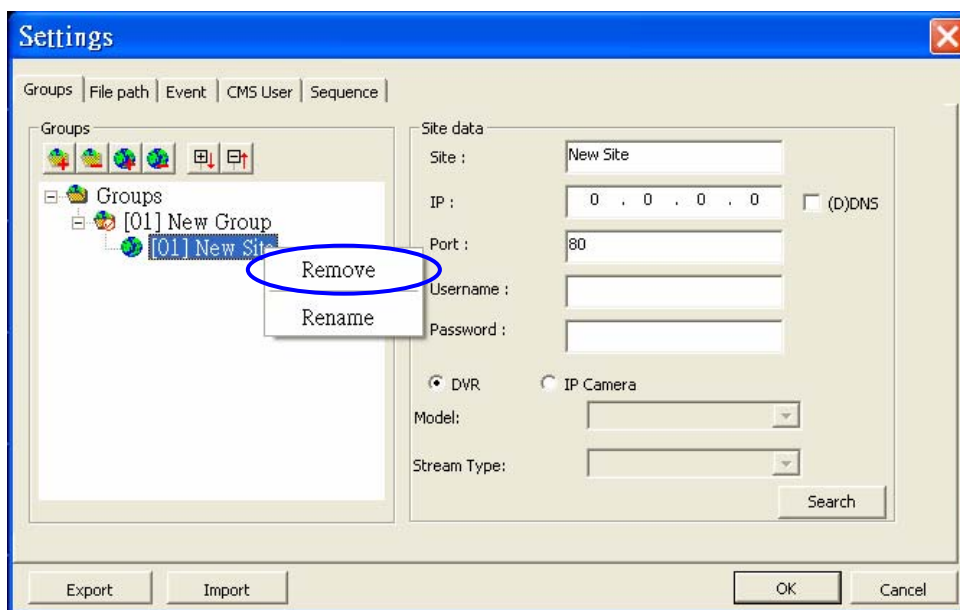 Settings
Groups File path Event CMS User Sequence
Groups
Groups
[01] New Group
[01] New Site
Remove
Rename
Site data
Site : New Site
IP : 0 . 0 . 0 . 0 (D)DNS
Port : 80
Username :
Password :
DVR IP Camera
Model:
Stream Type:
Search
Export Import OK Cancel